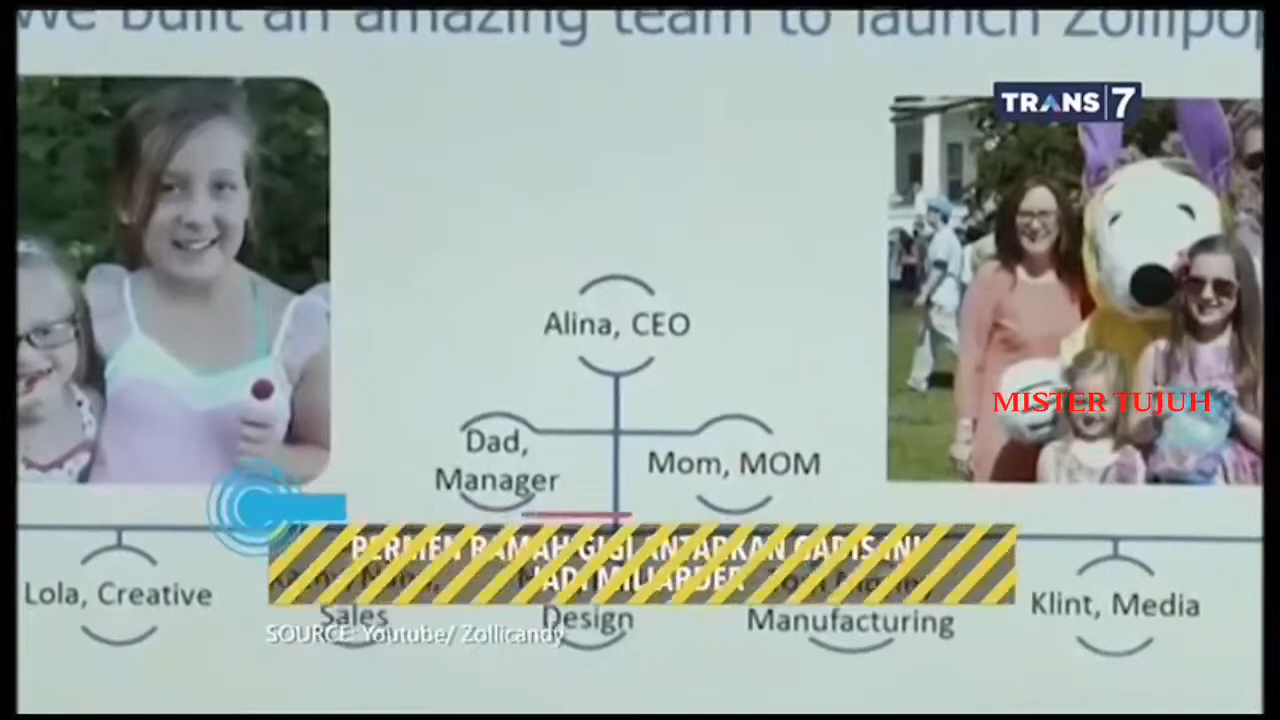 We built an amazing team to launch Zollipop
TRANS|7
Alina, CEO
MISTER TUJUH
Dad,
Manager
Mom, MOM
PERMEN RAMAH GIGI ANTARKAN GADIS INI
JADI MILIARDER
Lola, Creative
Sales
Design
Manufacturing
Klint, Media
SOURCE: Youtube/ Zollicandy